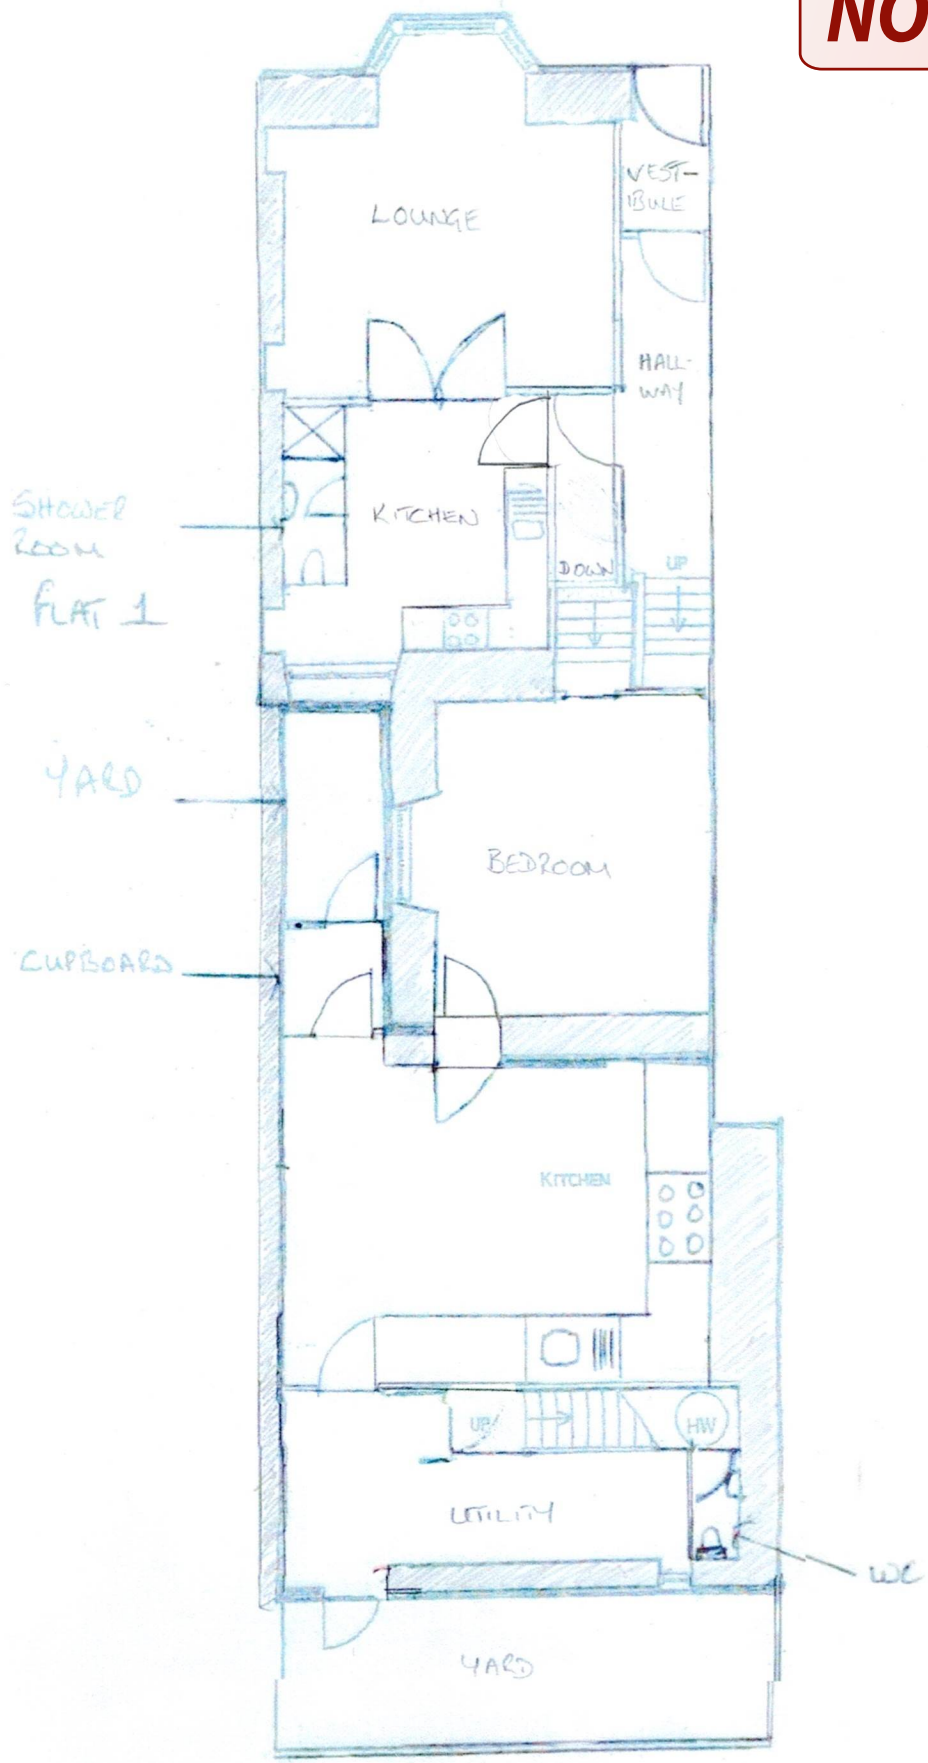 NO
VEST-
IBULE
LOUNGE
HALL-
WAY
SHOWER
ROOM
KITCHEN
FLAT 1
DOWN
UP
YARD
BEDROOM
CUPBOARD
KITCHEN
UP
HW
UTILITY
WC
YARD